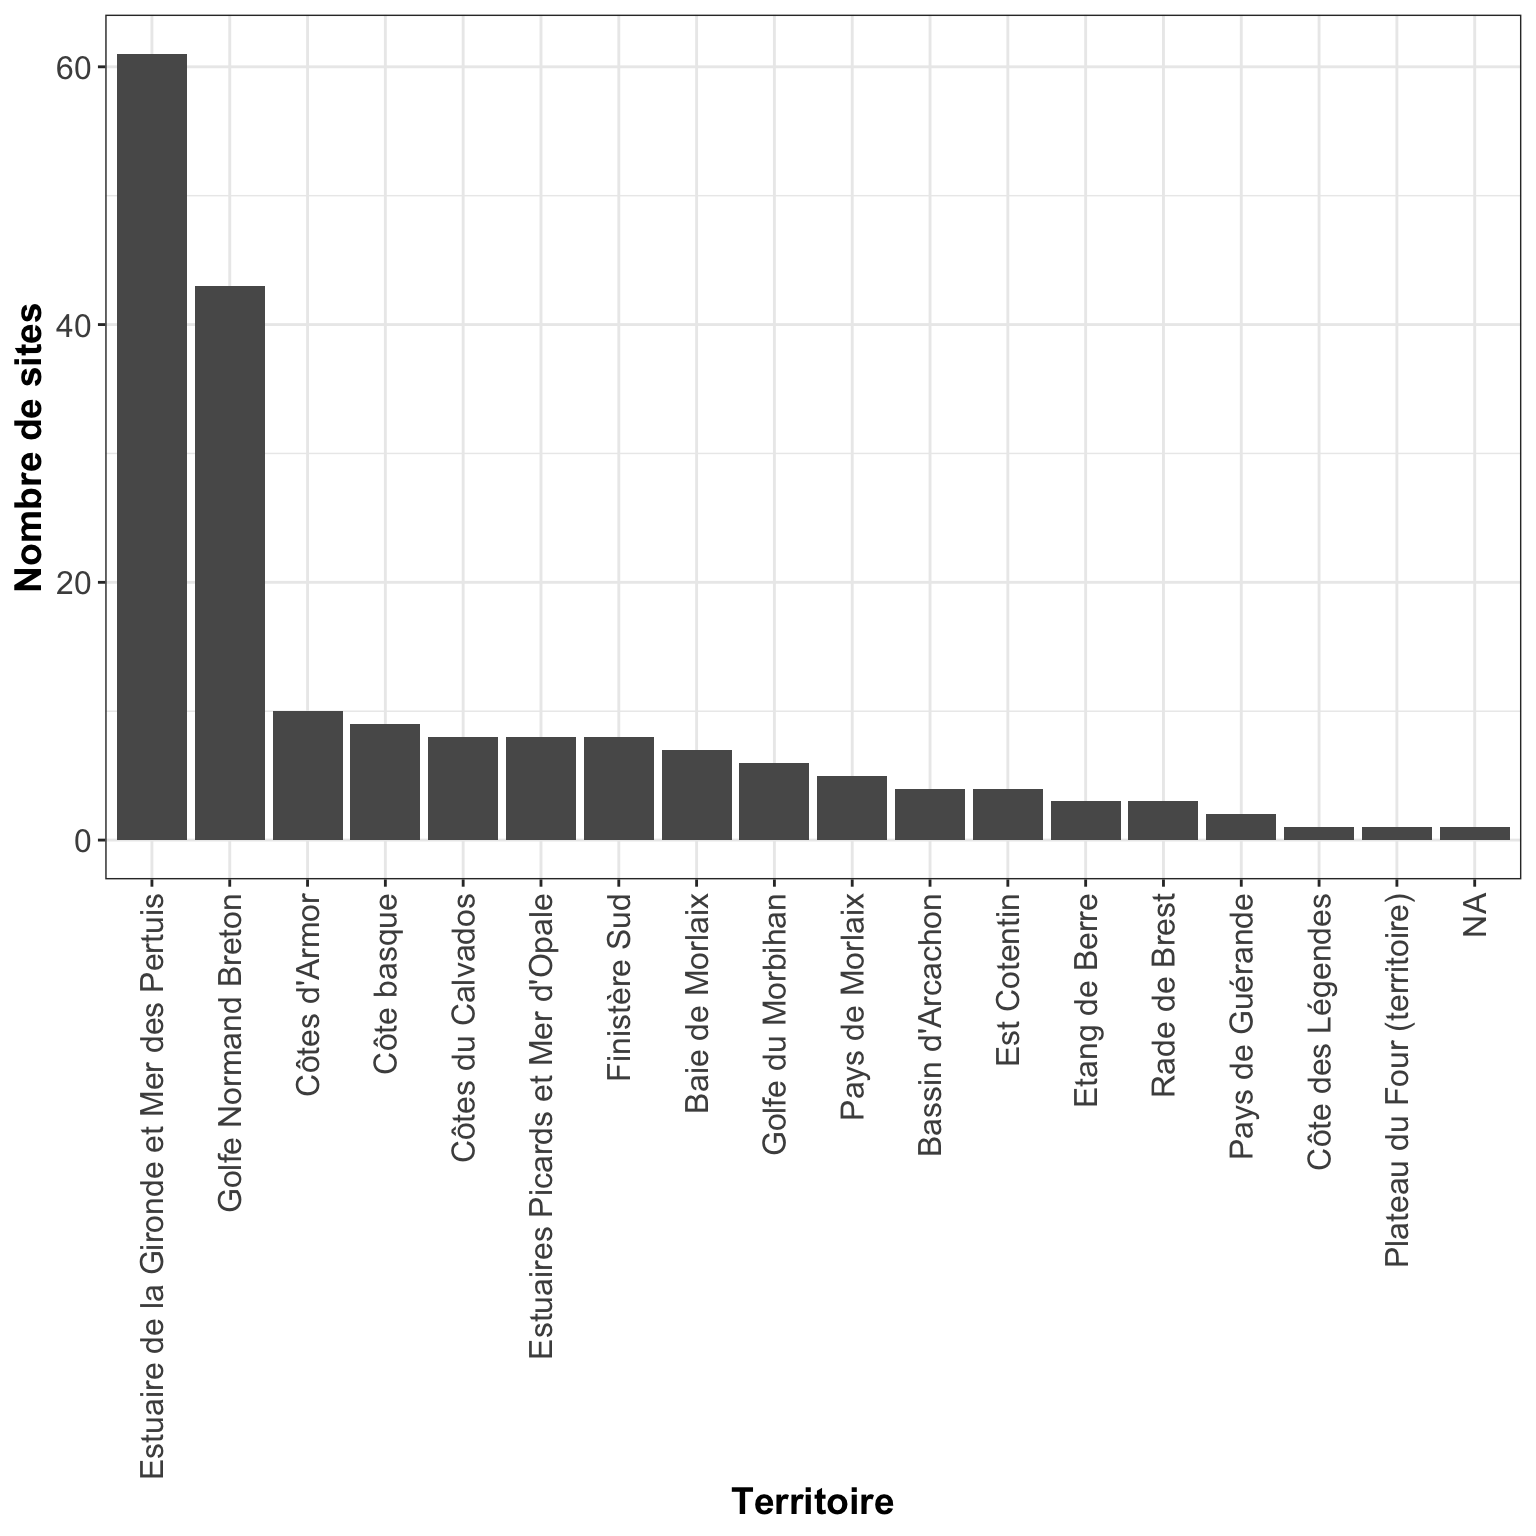 60
40
20
0
Nombre de sites
Estuaire de la Gironde et Mer des Pertuis
Golfe Normand Breton
Côtes d'Armor
Côte basque
Côtes du Calvados
Estuaires Picards et Mer d'Opale
Finistère Sud
Baie de Morlaix
Golfe du Morbihan
Pays de Morlaix
Bassin d'Arcachon
Est Cotentin
Etang de Berre
Rade de Brest
Pays de Guérande
Côte des Légendes
Plateau du Four (territoire)
NA
Territoire